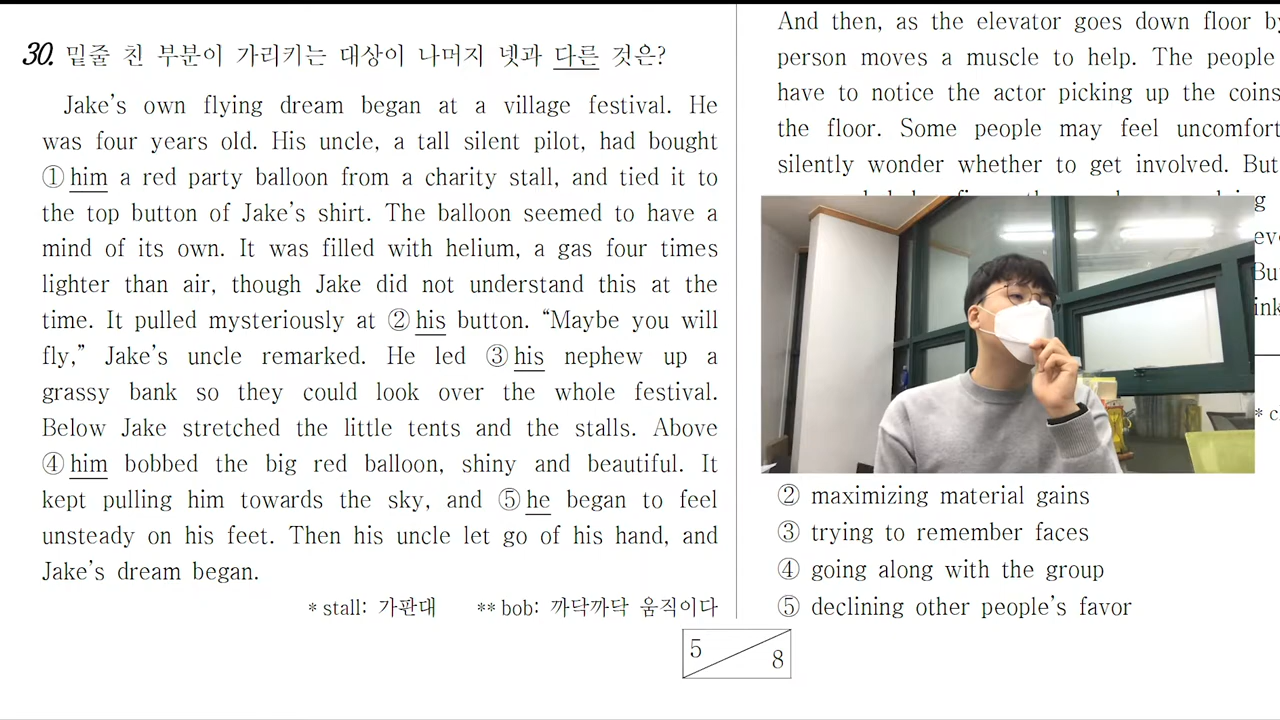 30. 밑줄 친 부분이 가리키는 대상이 나머지 넷과 다른 것은?
Jake's own flying dream began at a village festival. He
was four years old. His uncle, a tall silent pilot, had bought
① him a red party balloon from a charity stall, and tied it to
the top button of Jake's shirt. The balloon seemed to have a
mind of its own. It was filled with helium, a gas four times
lighter than air, though Jake did not understand this at the
time. It pulled mysteriously at ② his button. “Maybe you will
fly,” Jake's uncle remarked. He led ③ his nephew up a
grassy bank so they could look over the whole festival.
Below Jake stretched the little tents and the stalls. Above
④ him bobbed the big red balloon, shiny and beautiful. It
kept pulling him towards the sky, and ⑤ he began to feel
unsteady on his feet. Then his uncle let go of his hand, and
Jake's dream began.
* stall: 가판대 ** bob: 까닥까닥 움직이다
And then, as the elevator goes down floor
person moves a muscle to help. The people
have to notice the actor picking up the coins
the floor. Some people may feel
silently wonder whether to get involved. But
② maximizing material gains
③ trying to remember faces
④ going along with the group
⑤ declining other people's favor
5 8